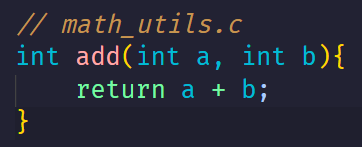 // math_utils.c
int add(int a, int b){
    return a + b;
}